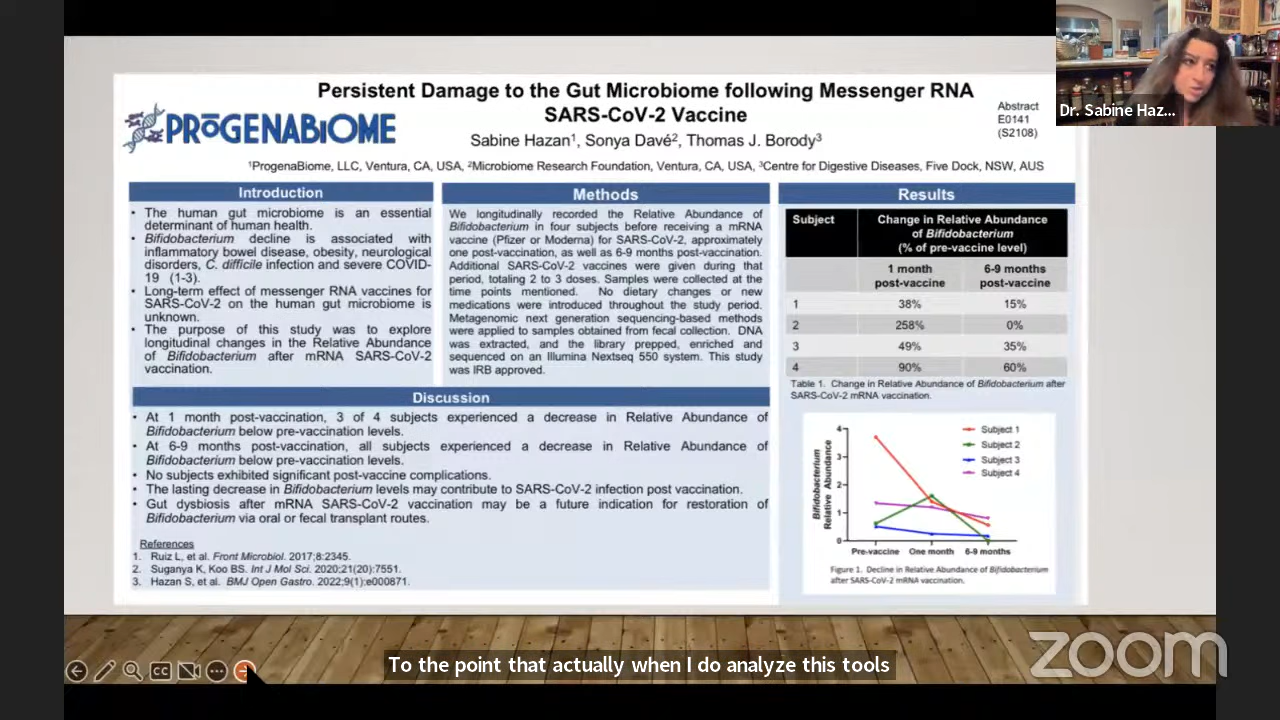 Persistent Damage to the Gut Microbiome following Messenger RNA
SARS-CoV-2 Vaccine
Abstract
E0141
(S2108)
PRōGENABiOME
Sabine Hazan¹, Sonya Davé², Thomas J. Borody³
¹ProgenaBiome, LLC, Ventura, CA, USA, ²Microbiome Research Foundation, Ventura, CA, USA, ³Centre for Digestive Diseases, Five Dock, NSW, AUS
Dr. Sabine Haz...
Introduction
• The human gut microbiome is an essential
determinant of human health.
• Bifidobacterium decline is associated with
inflammatory bowel disease, obesity, neurological
disorders, C. difficile infection and severe COVID-
19 (1-3).
• Long-term effect of messenger RNA vaccines for
SARS-CoV-2 on the human gut microbiome is
unknown.
• The purpose of this study was to explore
longitudinal changes in the Relative Abundance
of Bifidobacterium after mRNA SARS-CoV-2
vaccination.
Methods
We longitudinally recorded the Relative Abundance of
Bifidobacterium in four subjects before receiving a mRNA
vaccine (Pfizer or Moderna) for SARS-CoV-2, approximately
one post-vaccination, as well as 6-9 months post-vaccination.
Additional SARS-CoV-2 vaccines were given during that
period, totaling 2 to 3 doses. Samples were collected at the
time points mentioned. No dietary changes or new
medications were introduced throughout the study period.
Metagenomic next generation sequencing-based methods
were applied to samples obtained from fecal collection. DNA
was extracted, and the library prepped, enriched and
sequenced on an Illumina Nextseq 550 system. This study
was IRB approved.
Results
Subject Change in Relative Abundance
of Bifidobacterium
(% of pre-vaccine level)
1 month 6-9 months
post-vaccine post-vaccine
1 38% 15%
2 258% 0%
3 49% 35%
4 90% 60%
Table 1. Change in Relative Abundance of Bifidobacterium after
SARS-CoV-2 mRNA vaccination.
Discussion
• At 1 month post-vaccination, 3 of 4 subjects experienced a decrease in Relative Abundance of
Bifidobacterium below pre-vaccination levels.
• At 6-9 months post-vaccination, all subjects experienced a decrease in Relative Abundance of
Bifidobacterium below pre-vaccination levels.
• No subjects exhibited significant post-vaccine complications.
• The lasting decrease in Bifidobacterium levels may contribute to SARS-CoV-2 infection post vaccination.
• Gut dysbiosis after mRNA SARS-CoV-2 vaccination may be a future indication for restoration of
Bifidobacterium via oral or fecal transplant routes.
References
1. Ruiz L, et al. Front Microbiol. 2017;8:2345.
2. Suganya K, Koo BS. Int J Mol Sci. 2020;21(20):7551.
3. Hazan S, et al. BMJ Open Gastro. 2022;9(1):e000871.
Bifidobacterium
Relative Abundance
4
3
2
1
0
Subject 1
Subject 2
Subject 3
Subject 4
Pre-vaccine One month 6-9 months
Figure 1. Decline in Relative Abundance of Bifidobacterium
after SARS-CoV-2 mRNA vaccination.
CC
To the point that actually when I do analyze this tools
zoom